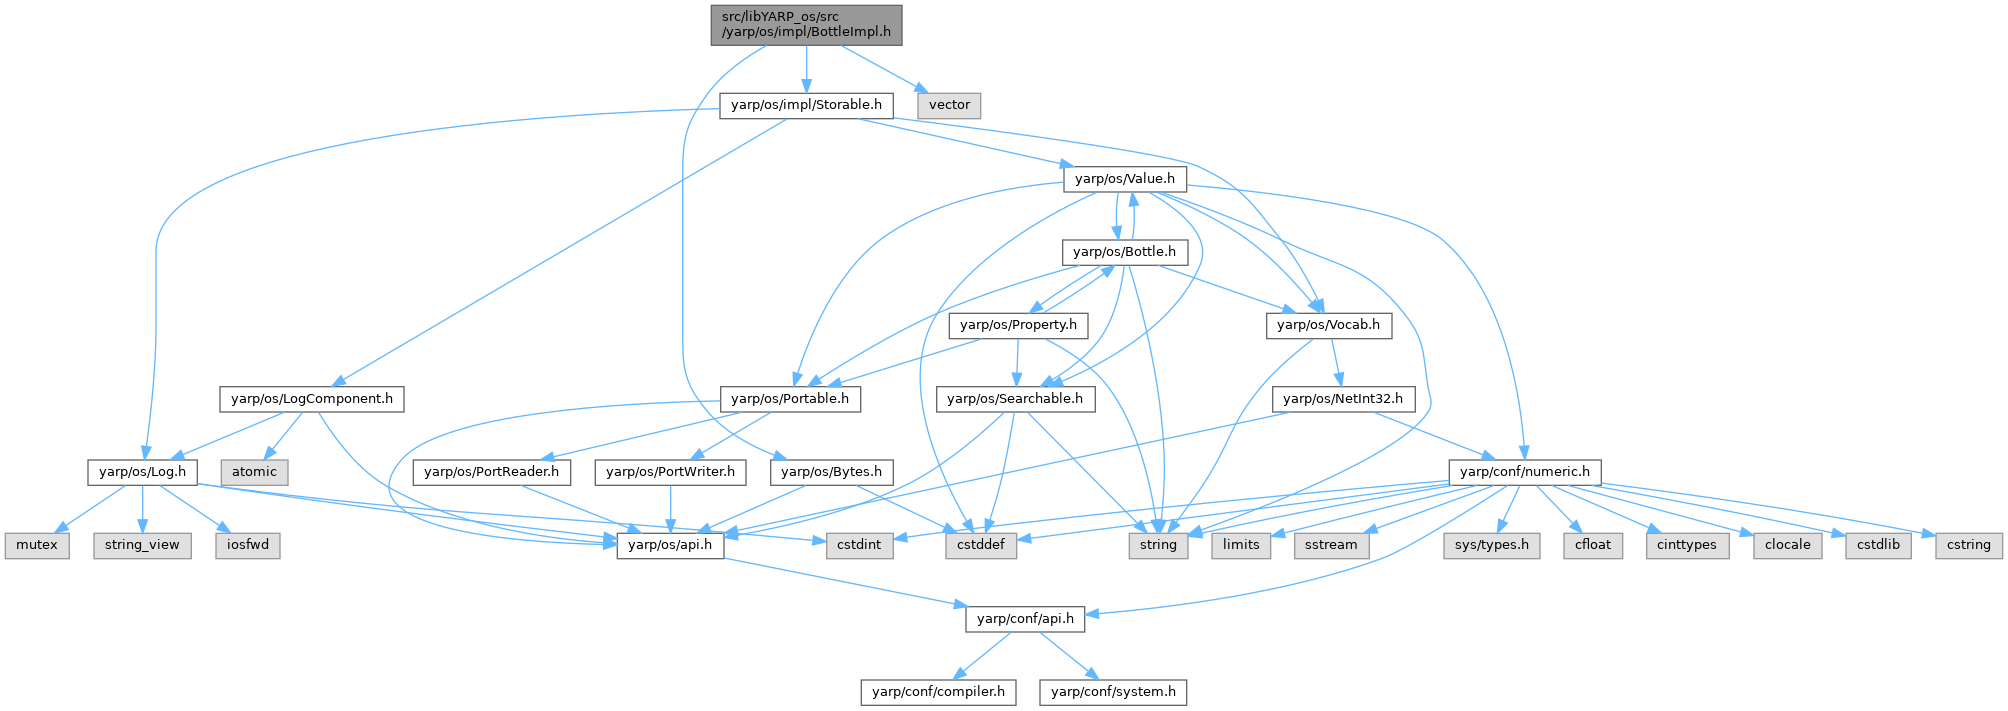 src/libYARP_os/src
/yarp/os/impl/BottleImpl.h
yarp/os/impl/Storable.h
vector
yarp/os/Value.h
yarp/os/Bottle.h
yarp/os/Property.h
yarp/os/Vocab.h
yarp/os/LogComponent.h
yarp/os/Portable.h
yarp/os/Searchable.h
yarp/os/NetInt32.h
yarp/os/Log.h
atomic
yarp/os/PortReader.h
yarp/os/PortWriter.h
yarp/os/Bytes.h
yarp/conf/numeric.h
mutex
string_view
iosfwd
yarp/os/api.h
cstdint
cstddef
string
limits
sstream
sys/types.h
cfloat
cinttypes
clocale
cstdlib
cstring
yarp/conf/api.h
yarp/conf/compiler.h
yarp/conf/system.h